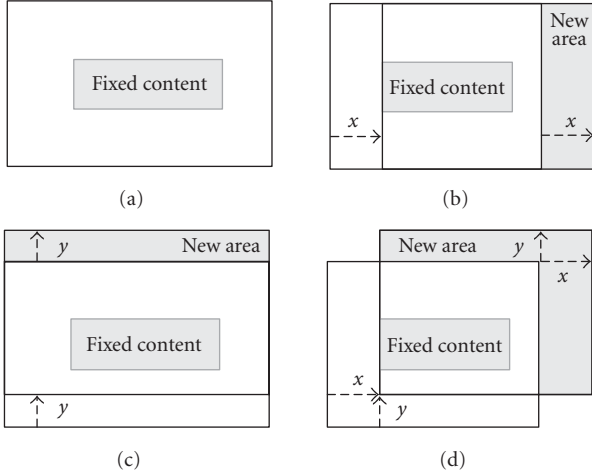 Fixed content
(a)
New
area
Fixed content
x
x
(b)
y
New area
Fixed content
y
(c)
New area
y
x
Fixed content
x
y
(d)